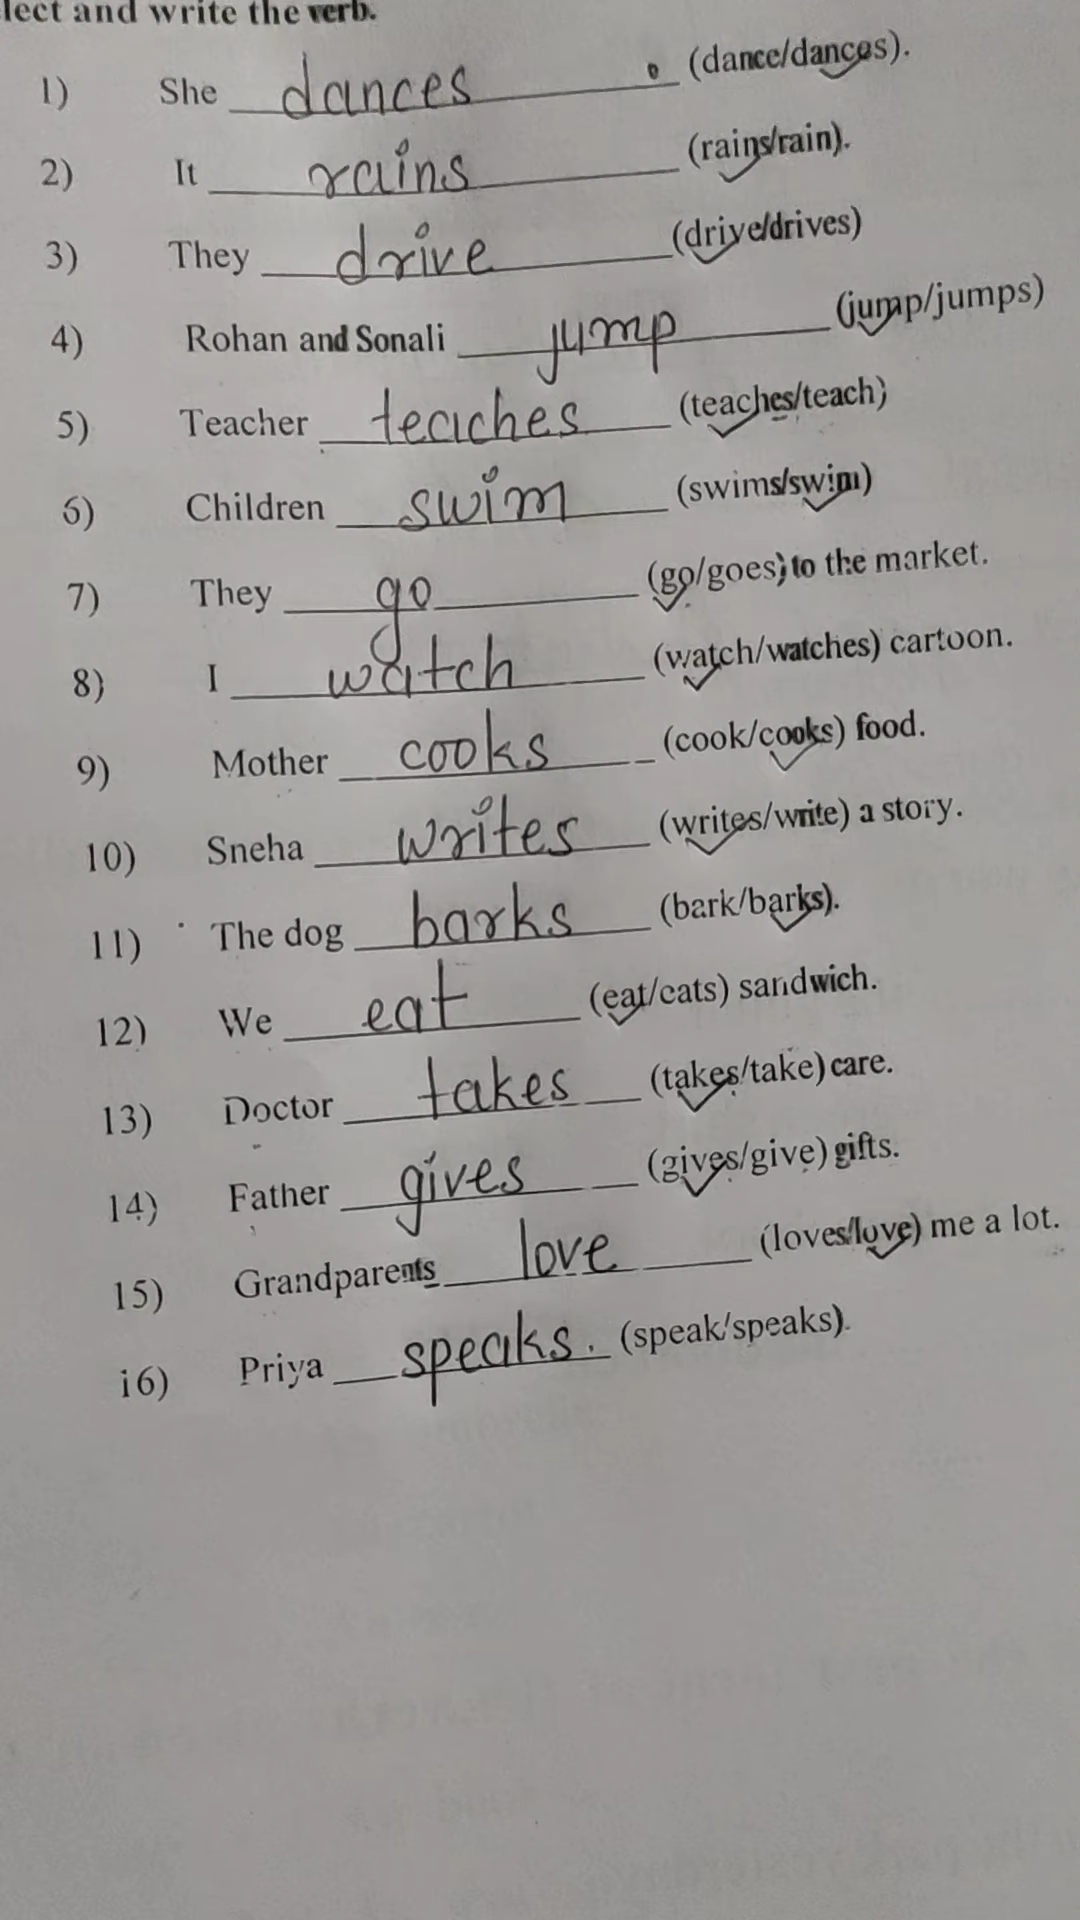 lect and write the verb.
1) She dances . (dance/dances).
2) It rains (rains/rain).
3) They drive (drive/drives)
4) Rohan and Sonali jump (jump/jumps)
5) Teacher teaches (teaches/teach)
6) Children swim (swims/swim)
7) They go (go/goes) to the market.
8) I watch (watch/watches) cartoon.
9) Mother cooks (cook/cooks) food.
10) Sneha writes (writes/write) a story.
11) The dog barks (bark/barks).
12) We eat (eat/eats) sandwich.
13) Doctor takes (takes/take) care.
14) Father gives (gives/give) gifts.
15) Grandparents love (loves/love) me a lot.
16) Priya speaks. (speak/speaks).